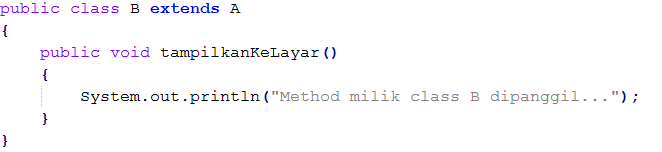 public class B extends A
{
    public void tampilkanKeLayar()
    {
        System.out.println("Method milik class B dipanggil...");
    }
}